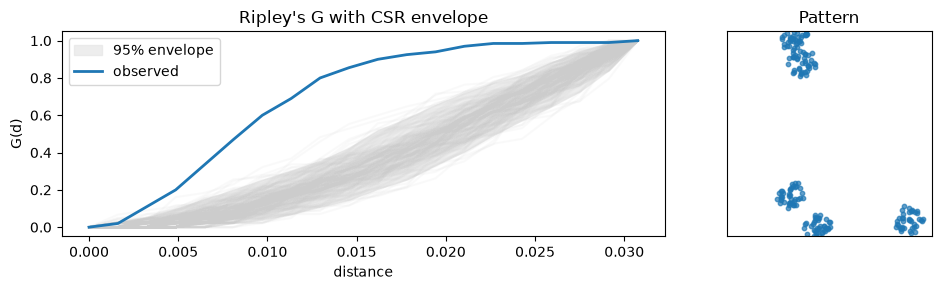 Ripley's G with CSR envelope
Pattern
95% envelope
observed
G(d)
1.0
0.8
0.6
0.4
0.2
0.0
0.000 0.005 0.010 0.015 0.020 0.025 0.030
distance